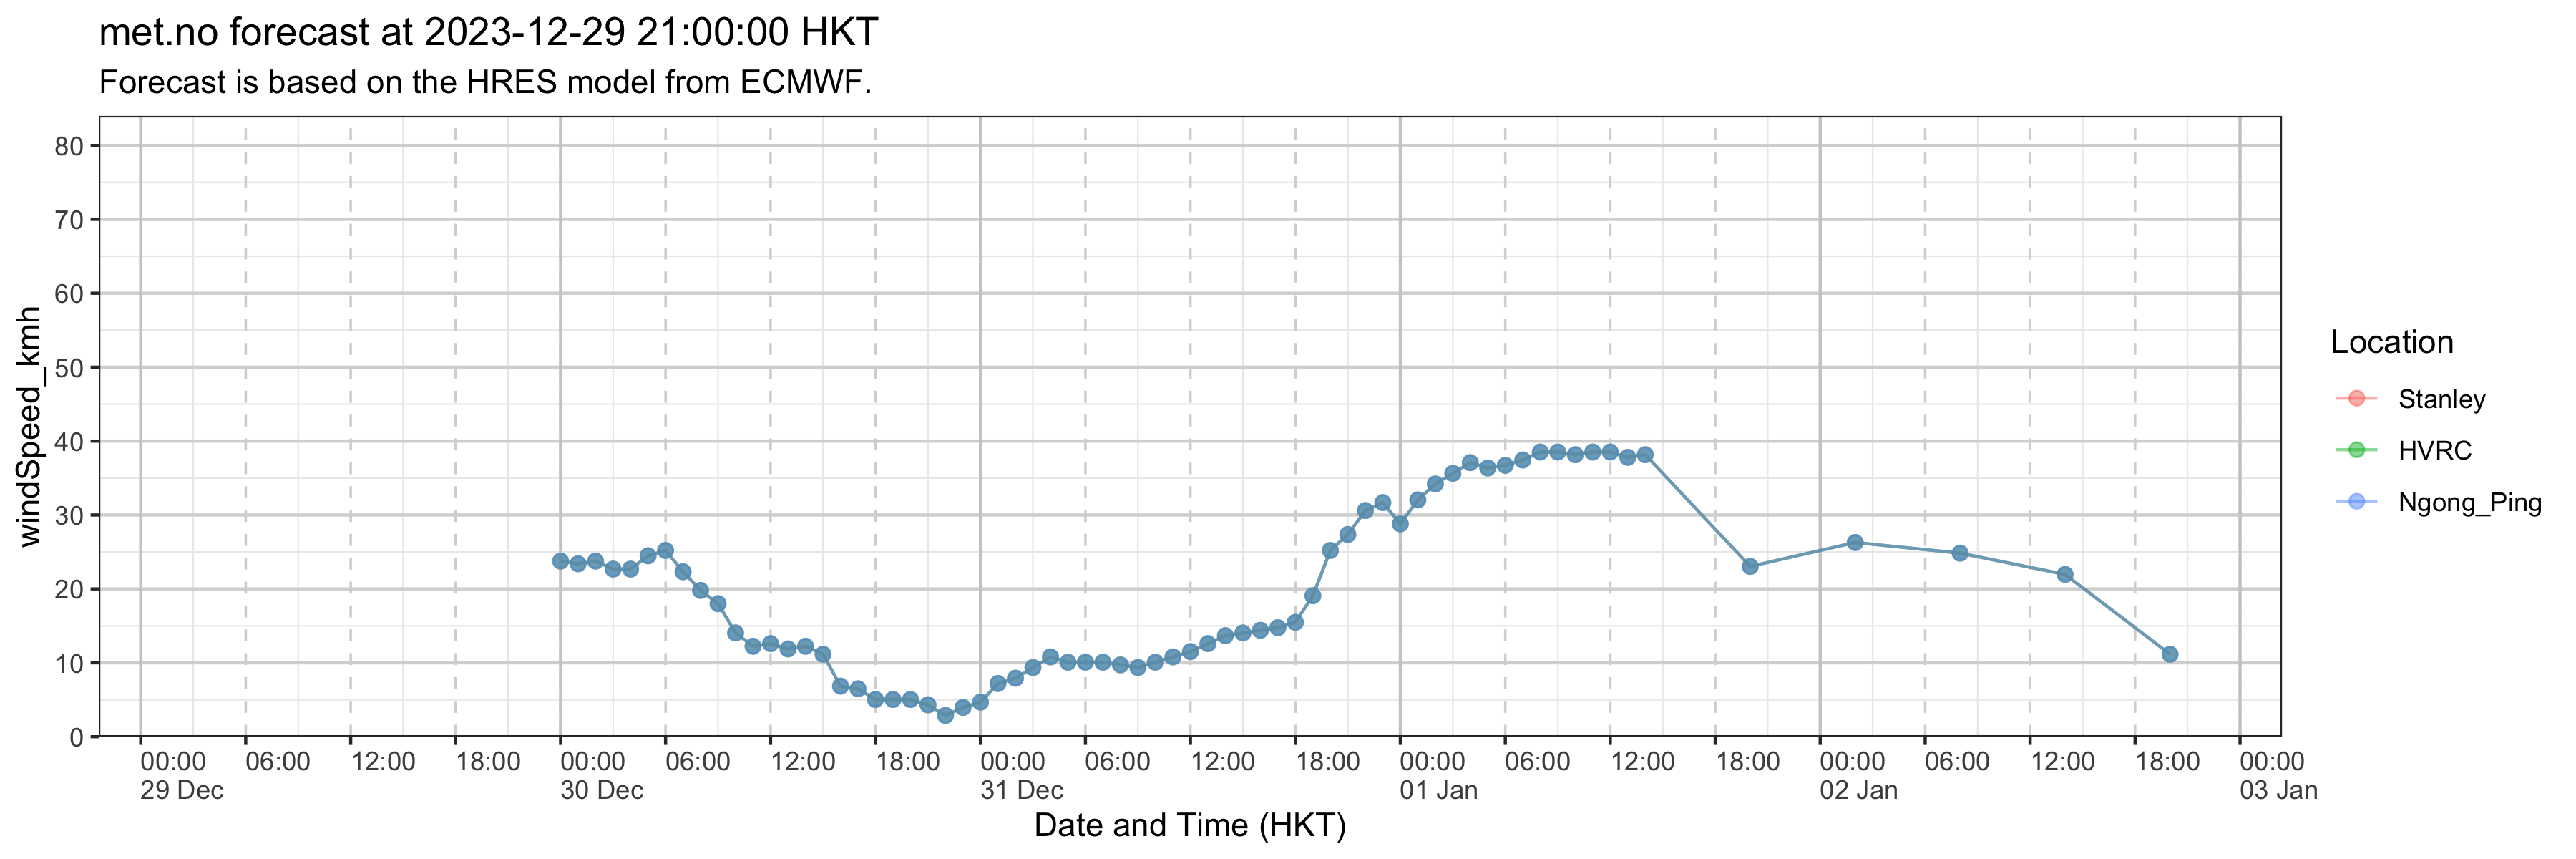 met.no forecast at 2023-12-29 21:00:00 HKT
Forecast is based on the HRES model from ECMWF.
windSpeed_kmh
80
70
60
50
40
30
20
10
0
00:00 06:00 12:00 18:00 00:00 06:00 12:00 18:00 00:00 06:00 12:00 18:00 00:00 06:00 12:00 18:00 00:00 06:00 12:00 18:00 00:00
29 Dec 30 Dec 31 Dec 01 Jan 02 Jan 03 Jan
Date and Time (HKT)
Location
Stanley
HVRC
Ngong_Ping